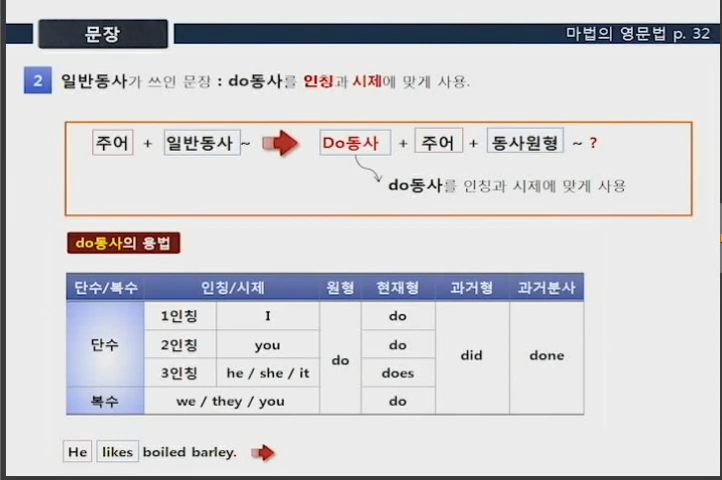 문장
마법의 영문법 p. 32
2 일반동사가 쓰인 문장 : do동사를 인칭과 시제에 맞게 사용.
주어 + 일반동사 ~ Do동사 + 주어 + 동사원형 ~ ?
do동사를 인칭과 시제에 맞게 사용
do동사의 용법
단수/복수 인칭/시제 원형 현재형 과거형 과거분사
단수 1인칭 I do do did done
2인칭 you do
3인칭 he / she / it does
복수 we / they / you do
He likes boiled barley.